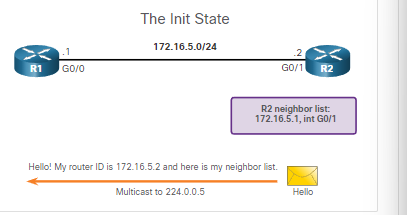 The Init State
172.16.5.0/24
.1
.2
R1
G0/0
G0/1
R2
R2 neighbor list:
172.16.5.1, int G0/1
Hello! My router ID is 172.16.5.2 and here is my neighbor list.
Multicast to 224.0.0.5
Hello